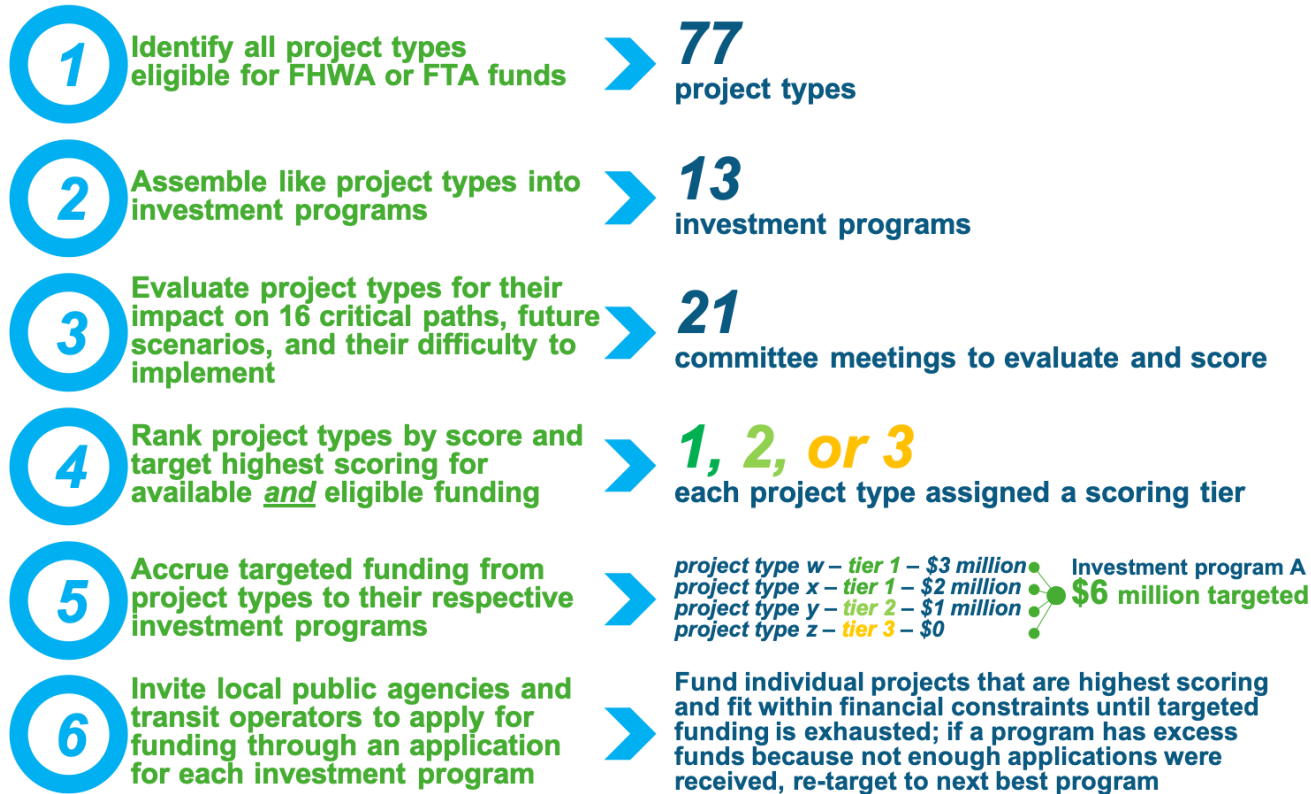 1
Identify all project types
eligible for FHWA or FTA funds
77
project types
2
Assemble like project types into
investment programs
13
investment programs
3
Evaluate project types for their
impact on 16 critical paths, future
scenarios, and their difficulty to
implement
21
committee meetings to evaluate and score
4
Rank project types by score and
target highest scoring for
available and eligible funding
1, 2, or 3
each project type assigned a scoring tier
5
Accrue targeted funding from
project types to their respective
investment programs
project type w – tier 1 – $3 million
project type x – tier 1 – $2 million
project type y – tier 2 – $1 million
project type z – tier 3 – $0
Investment program A
$6 million targeted
6
Invite local public agencies and
transit operators to apply for
funding through an application
for each investment program
Fund individual projects that are highest scoring
and fit within financial constraints until targeted
funding is exhausted; if a program has excess
funds because not enough applications were
received, re-target to next best program